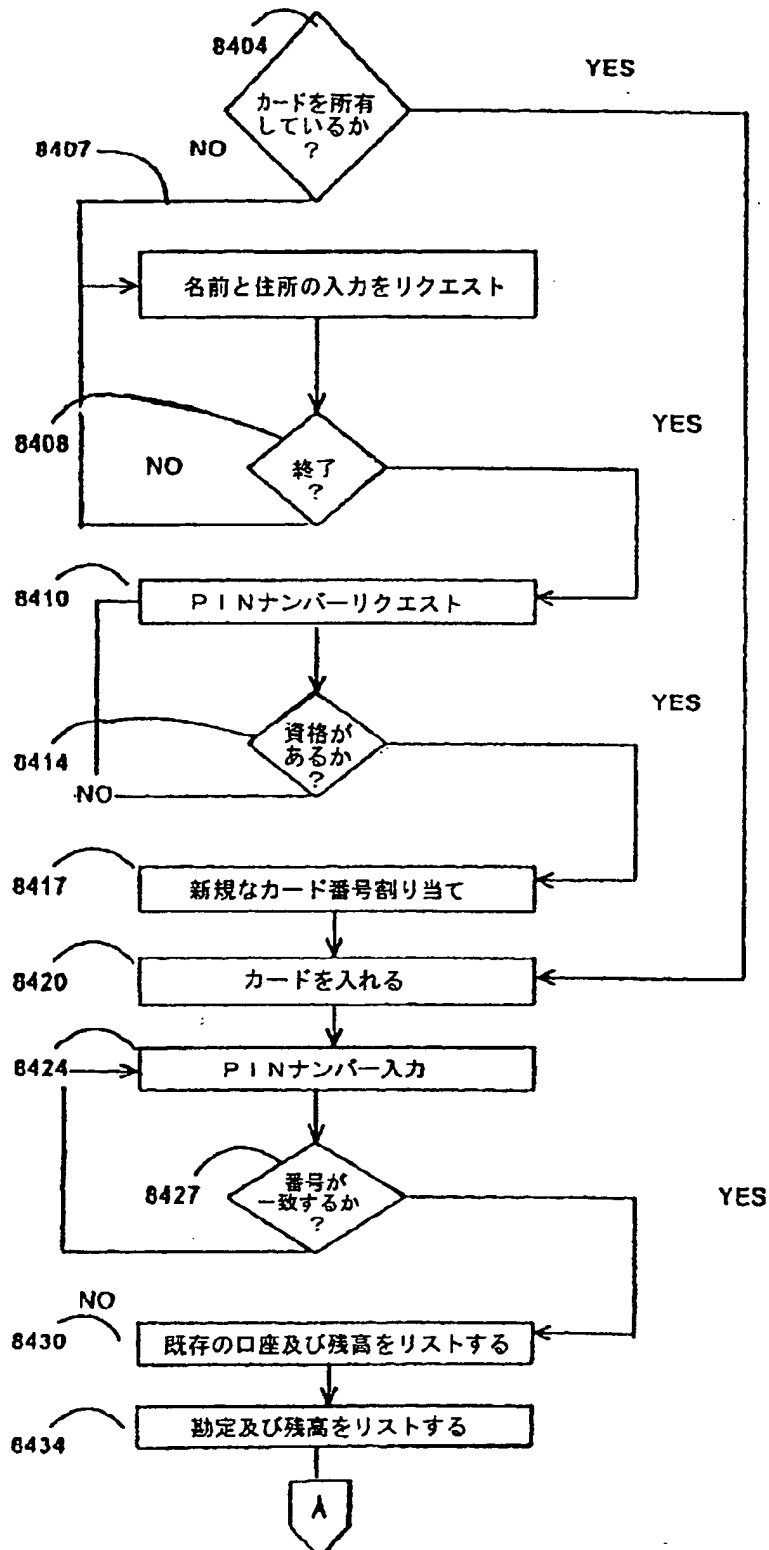 8404
YES
カードを所有
しているか
?
8407
NO
名前と住所の入力をリクエスト
YES
8408
NO
終了
?
8410
PINナンバーリクエスト
YES
資格が
あるか
?
8414
NO
8417
新規なカード番号割り当て
8420
カードを入れる
8424
PINナンバー入力
8427
番号が
一致するか
?
YES
NO
8430
既存の口座及び残高をリストする
8434
勘定及び残高をリストする
A